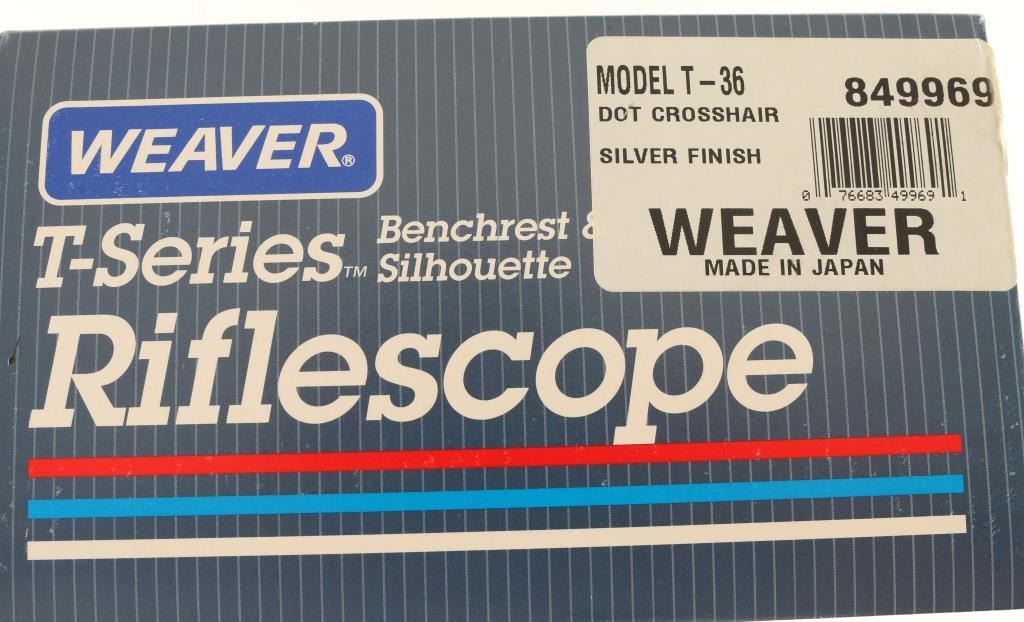 WEAVER®
T-Series™
Benchrest &
Silhouette
Riflescope
MODEL T-36
849969
DOT CROSSHAIR
SILVER FINISH
0 76683 49969 1
WEAVER
MADE IN JAPAN